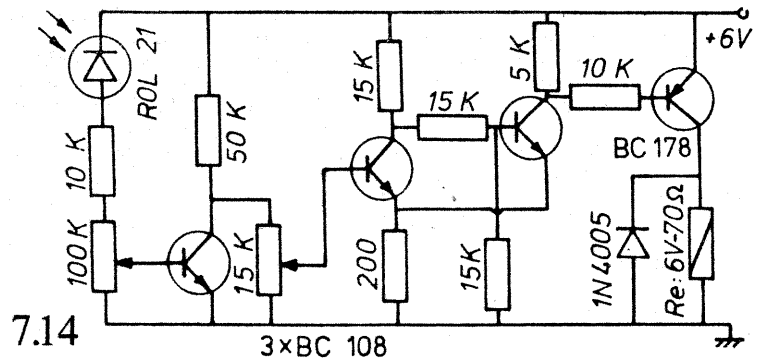 +6V
ROL 21
10 K
100K
50 K
15 K
15 K
15 K
200
15K
5 K
10 K
BC 178
1N4005
Re: 6V-70Ω
7.14
3×BC 108